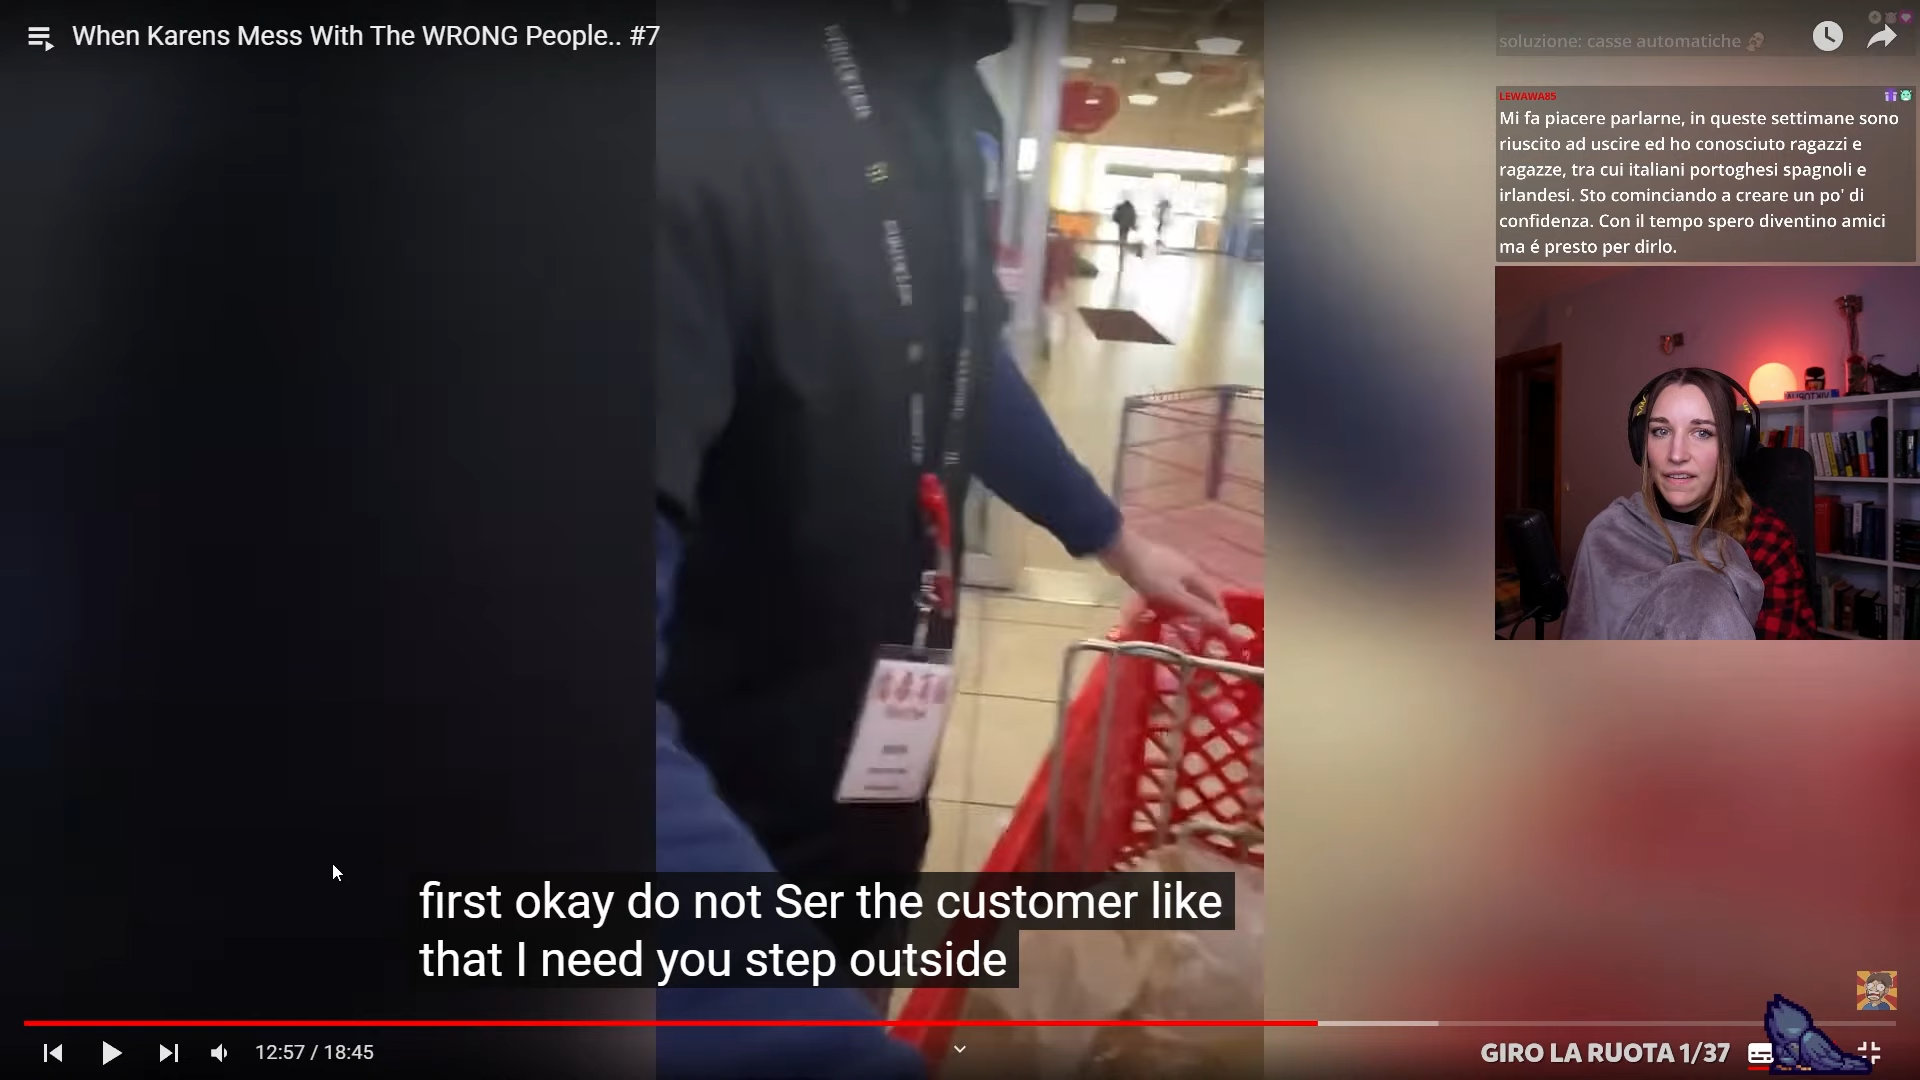 When Karens Mess With The WRONG People.. #7
soluzione: casse automatiche
LEWAWA85
Mi fa piacere parlarne, in queste settimane sono
riuscito ad uscire ed ho conosciuto ragazzi e
ragazze, tra cui italiani portoghesi spagnoli e
irlandesi. Sto cominciando a creare un po' di
confidenza. Con il tempo spero diventino amici
ma é presto per dirlo.
first okay do not Ser the customer like
that I need you step outside
12:57 / 18:45
GIRO LA RUOTA 1/37